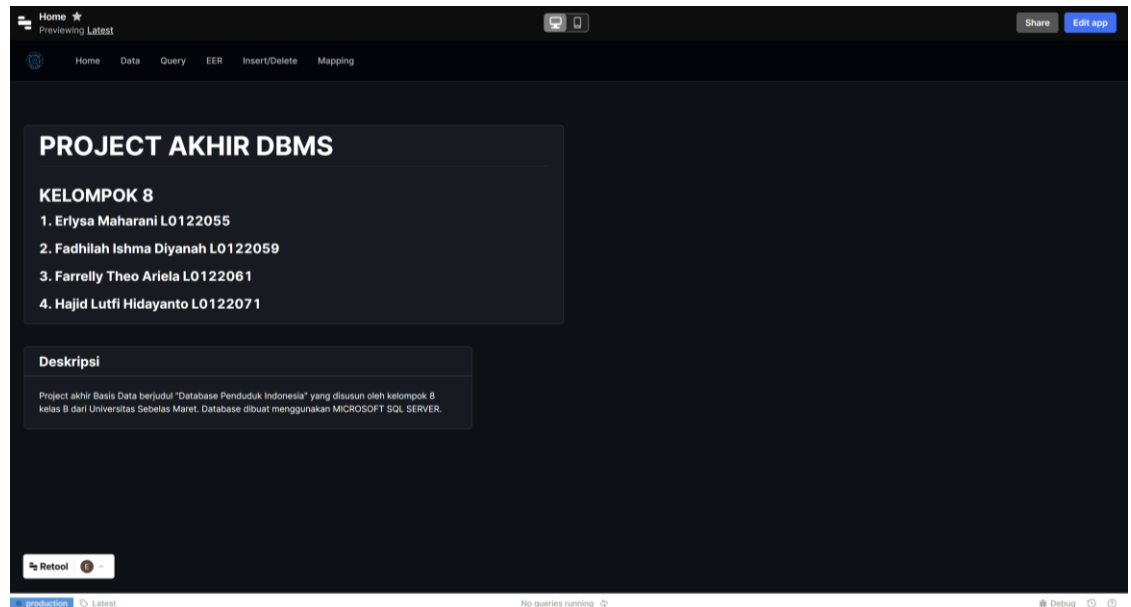 Home
Previewing Latest
Share
Edit app
Home Data Query EER Insert/Delete Mapping
PROJECT AKHIR DBMS
KELOMPOK 8
1. Erlysa Maharani L0122055
2. Fadhilah Ishma Diyanah L0122059
3. Farrelly Theo Ariela L0122061
4. Hajid Lutfi Hidayanto L0122071
Deskripsi
Project akhir Basis Data berjudul "Database Penduduk Indonesia" yang disusun oleh kelompok 8
kelas B dari Universitas Sebelas Maret. Database dibuat menggunakan MICROSOFT SQL SERVER.
Retool E
production Latest No queries running Debug